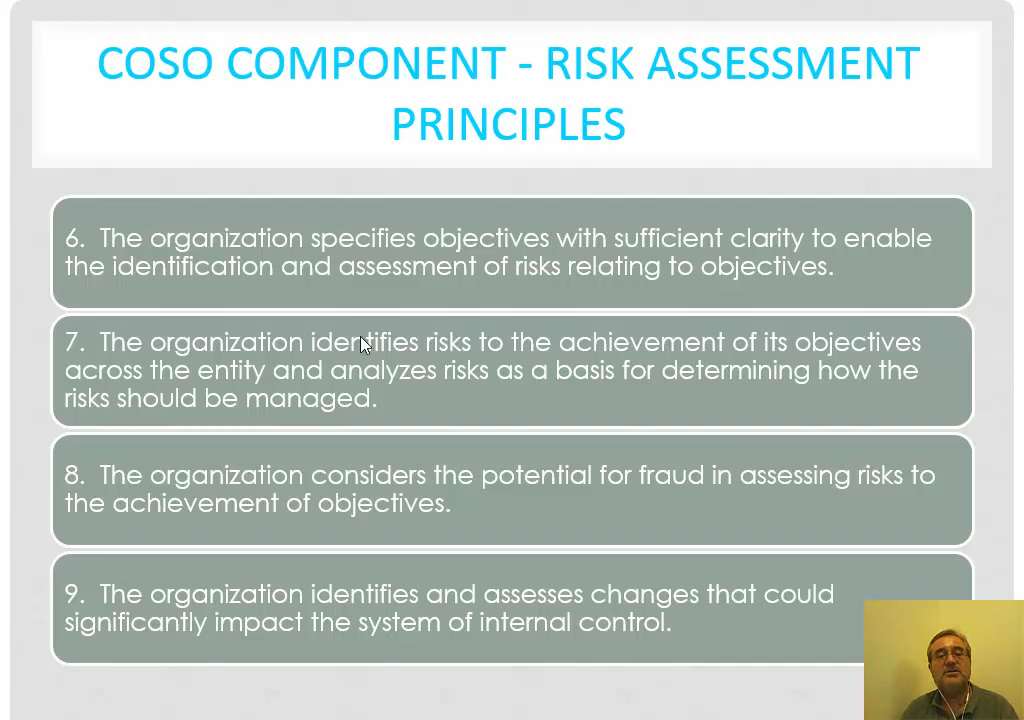 COSO COMPONENT - RISK ASSESSMENT
PRINCIPLES
6. The organization specifies objectives with sufficient clarity to enable
the identification and assessment of risks relating to objectives.
7. The organization identifies risks to the achievement of its objectives
across the entity and analyzes risks as a basis for determining how the
risks should be managed.
8. The organization considers the potential for fraud in assessing risks to
the achievement of objectives.
9. The organization identifies and assesses changes that could
significantly impact the system of internal control.